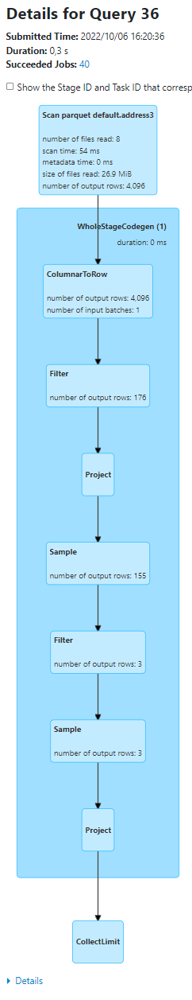 Details for Query 36
Submitted Time: 2022/10/06 16:20:36
Duration: 0,3 s
Succeeded Jobs: 40
Show the Stage ID and Task ID that corresp
Scan parquet default.address3
number of files read: 8
scan time: 54 ms
metadata time: 0 ms
size of files read: 26.9 MiB
number of output rows: 4,096
WholeStageCodegen (1)
duration: 0 ms
ColumnarToRow
number of output rows: 4,096
number of input batches: 1
Filter
number of output rows: 176
Project
Sample
number of output rows: 155
Filter
number of output rows: 3
Sample
number of output rows: 3
Project
CollectLimit
Details